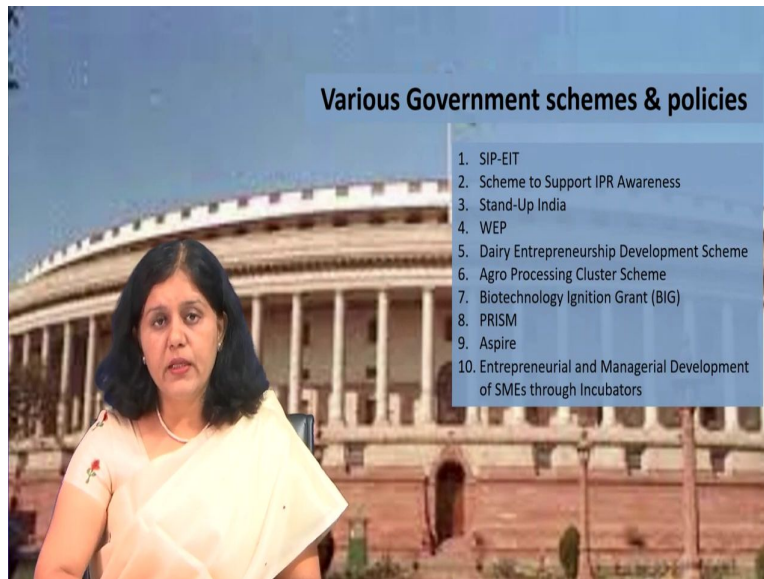 Various Government schemes & policies
1. SIP-EIT
2. Scheme to Support IPR Awareness
3. Stand-Up India
4. WEP
5. Dairy Entrepreneurship Development Scheme
6. Agro Processing Cluster Scheme
7. Biotechnology Ignition Grant (BIG)
8. PRISM
9. Aspire
10. Entrepreneurial and Managerial Development
of SMEs through Incubators